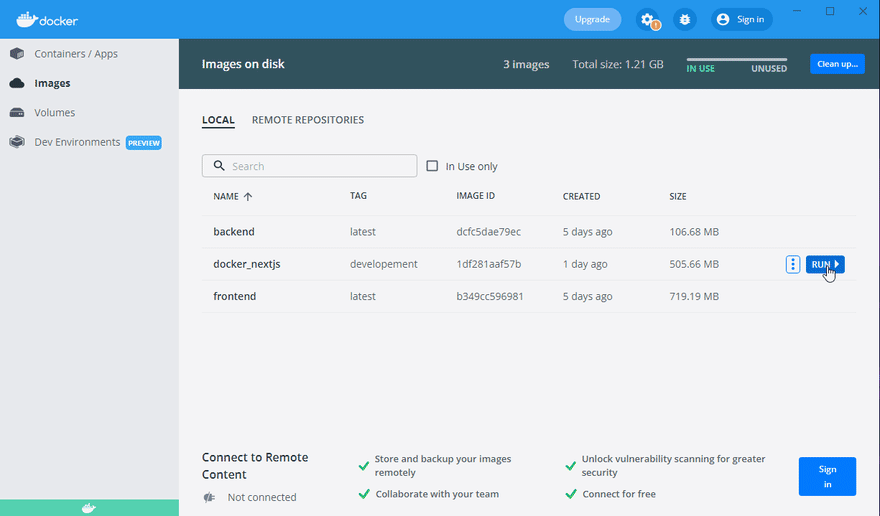 docker
Upgrade
Sign in
Containers / Apps
Images
Volumes
Dev Environments PREVIEW
Images on disk
3 images
Total size: 1.21 GB
IN USE
UNUSED
Clean up...
LOCAL
REMOTE REPOSITORIES
Search
In Use only
NAME TAG IMAGE ID CREATED SIZE
backend latest dcfc5dae79ec 5 days ago 106.68 MB
docker_nextjs developement 1df281aaf57b 1 day ago 505.66 MB RUN
frontend latest b349cc596981 5 days ago 719.19 MB
Connect to Remote
Content
Not connected
Store and backup your images
remotely
Collaborate with your team
Unlock vulnerability scanning for greater
security
Connect for free
Sign
in